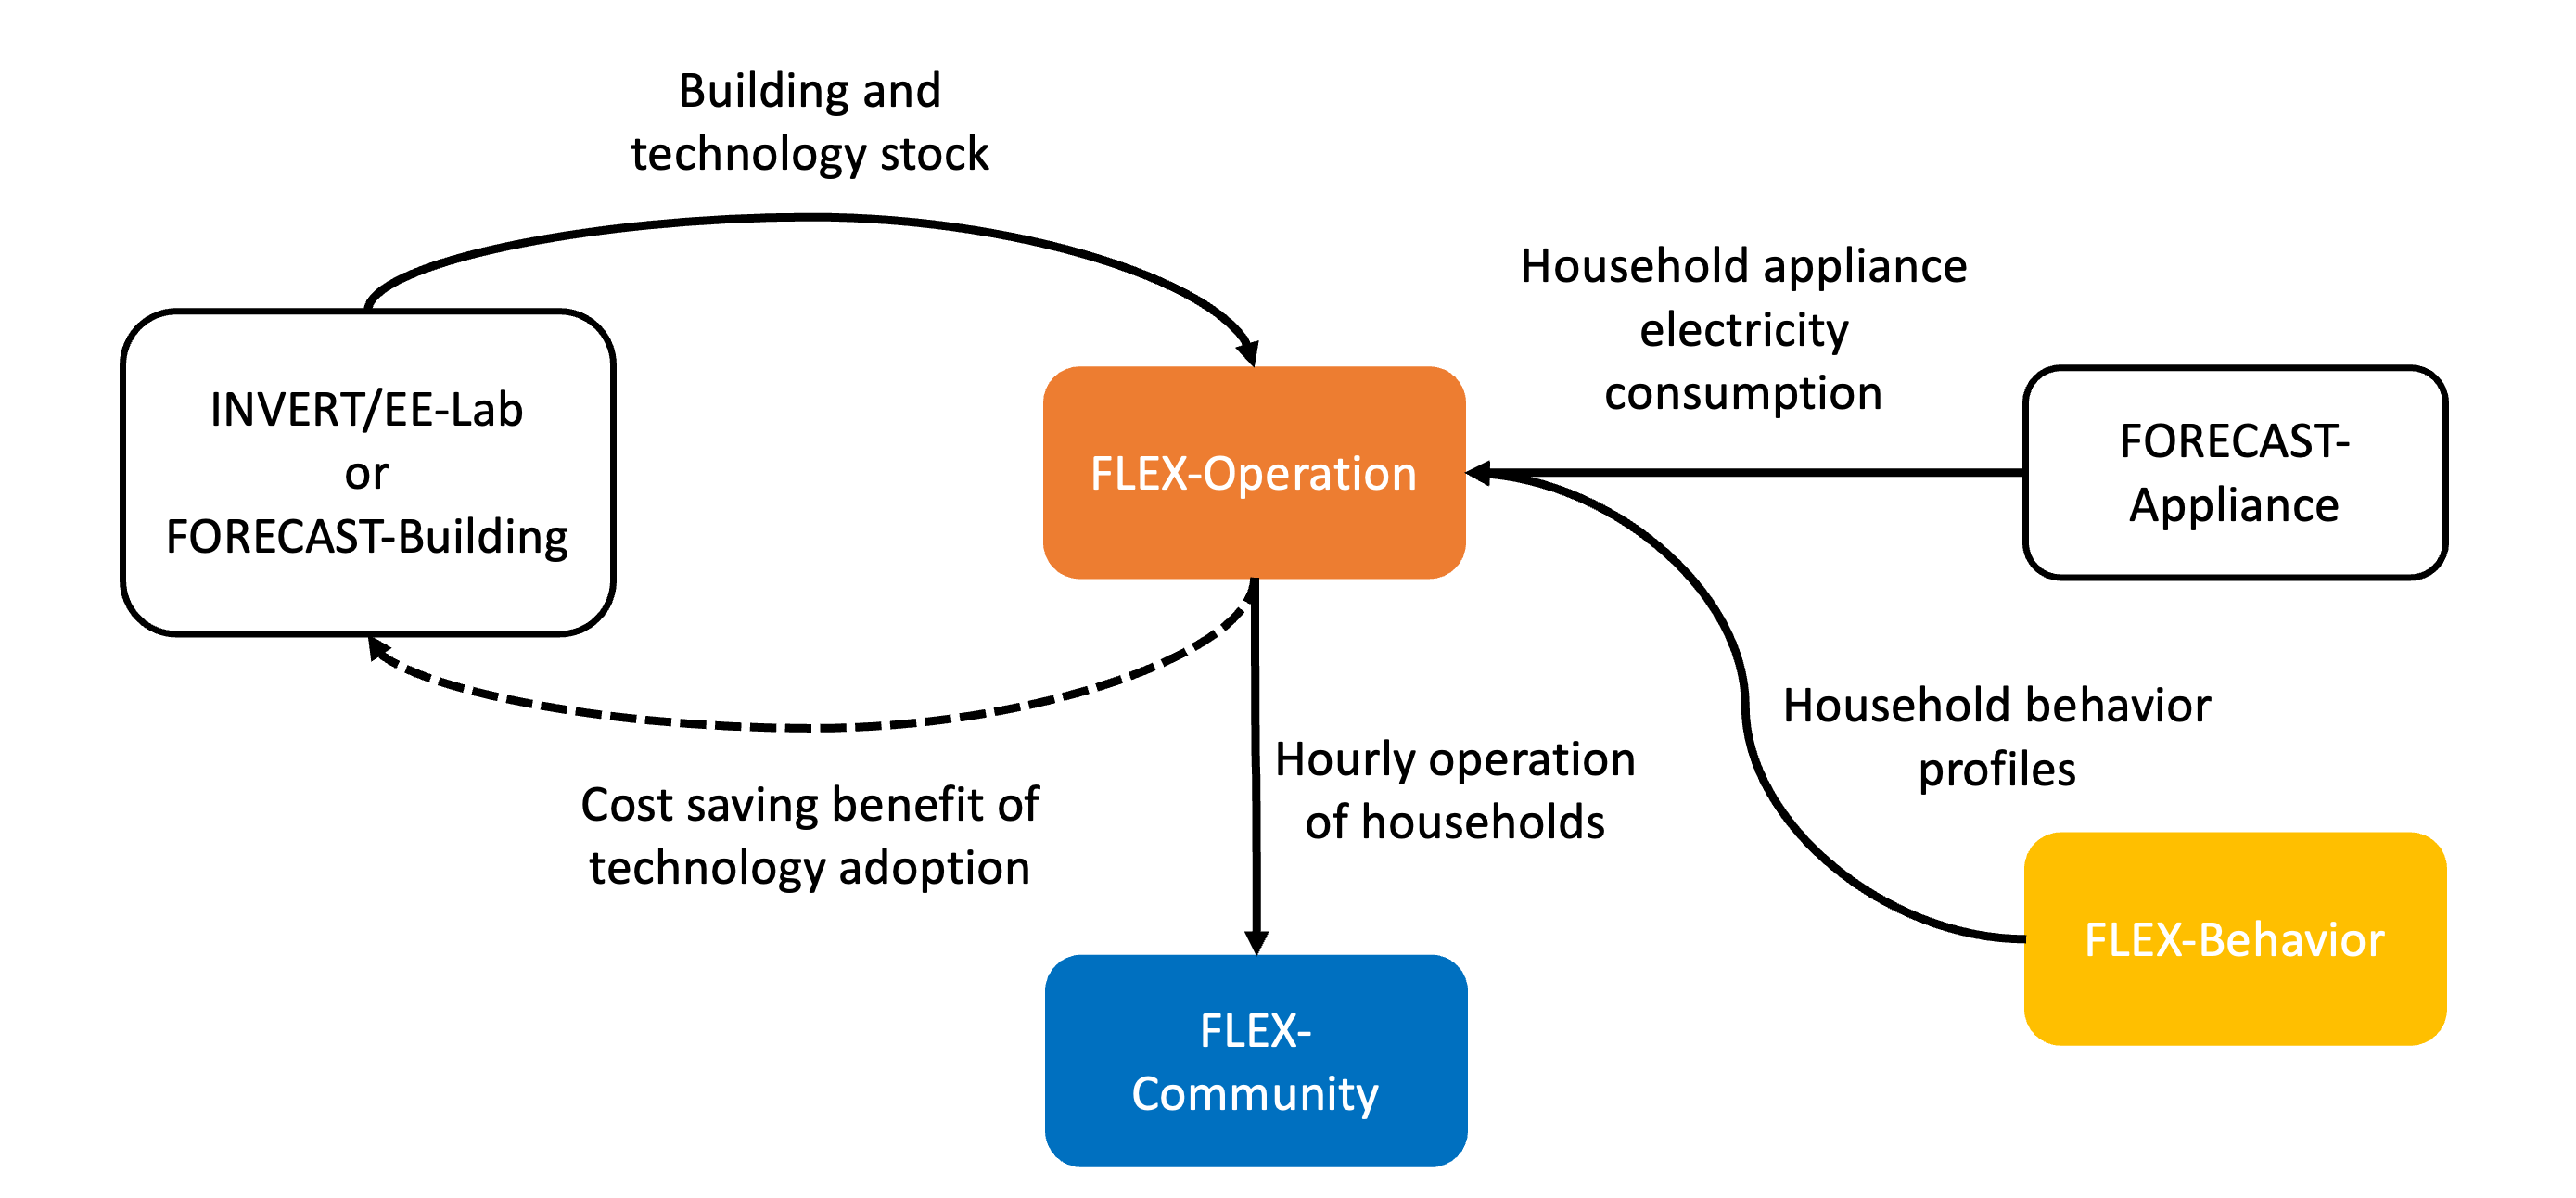 Building and
technology stock
Household appliance
electricity
consumption
INVERT/EE-Lab
or
FORECAST-Building
FLEX-Operation
FORECAST-
Appliance
Household behavior
profiles
Hourly operation
of households
Cost saving benefit of
technology adoption
FLEX-Behavior
FLEX-
Community